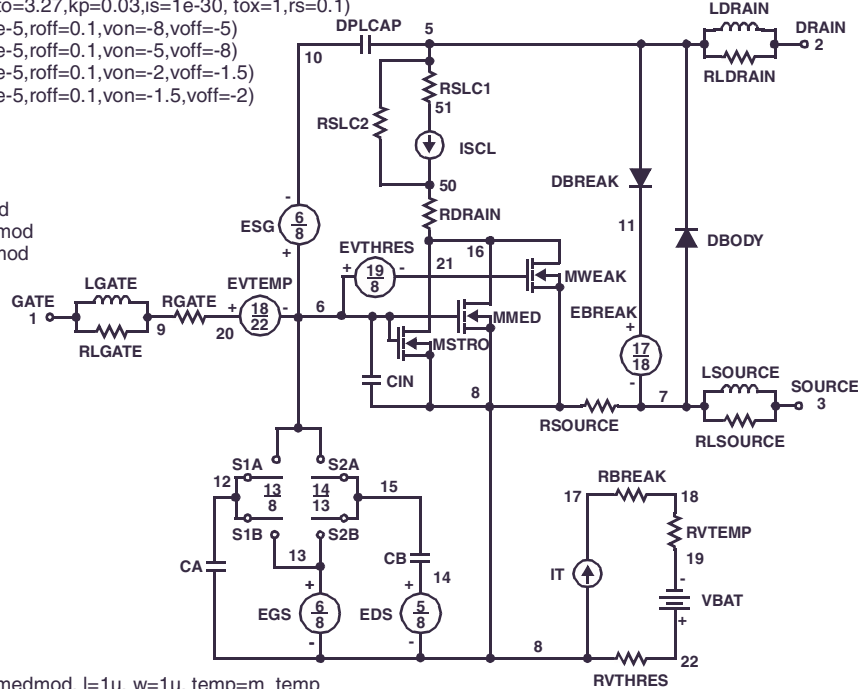 to=3.27,kp=0.03,is=1e-30, tox=1,rs=0.1)
e-5,roff=0.1,von=-8,voff=-5)
e-5,roff=0.1,von=-5,voff=-8)
e-5,roff=0.1,von=-2,voff=-1.5)
e-5,roff=0.1,von=-1.5,voff=-2)
d
mod
mod
LDRAIN
DPLCAP
5
DRAIN
2
10
RLDRAIN
RSLC1
51
RSLC2
ISCL
50
DBREAK
RDRAIN
ESG
6
8
-
+
11
DBODY
EVTHRES
16
21
+
19
8
-
MWEAK
LGATE
EVTEMP
GATE
1
RGATE
+
18
22
-
6
EBREAK
+
MMED
9
20
RLGATE
MSTRO
17
18
-
CIN
LSOURCE
SOURCE
3
8
7
RSOURCE
RLSOURCE
S1A
S2A
12
13
8
14
13
15
S1B
S2B
13
CA
CB
+
14
+
EGS
6
8
-
EDS
5
8
-
RBREAK
17
18
RVTEMP
19
IT
-
VBAT
+
8
22
RVTHRES
medmod, l=1u, w=1u, temp=m_temp